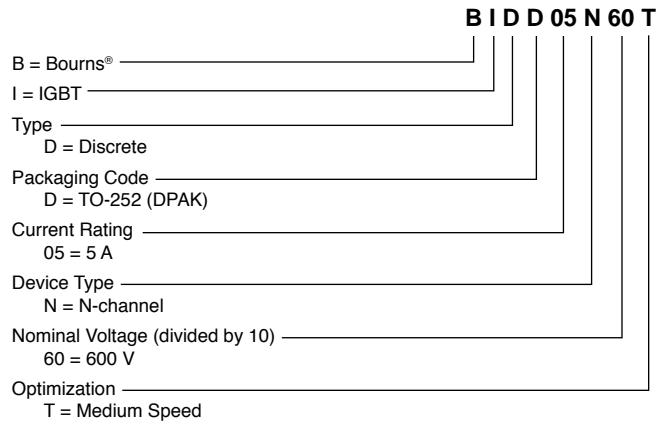 B I D D 05 N 60 T
B = Bourns®
I = IGBT
Type
D = Discrete
Packaging Code
D = TO-252 (DPAK)
Current Rating
05 = 5 A
Device Type
N = N-channel
Nominal Voltage (divided by 10)
60 = 600 V
Optimization
T = Medium Speed